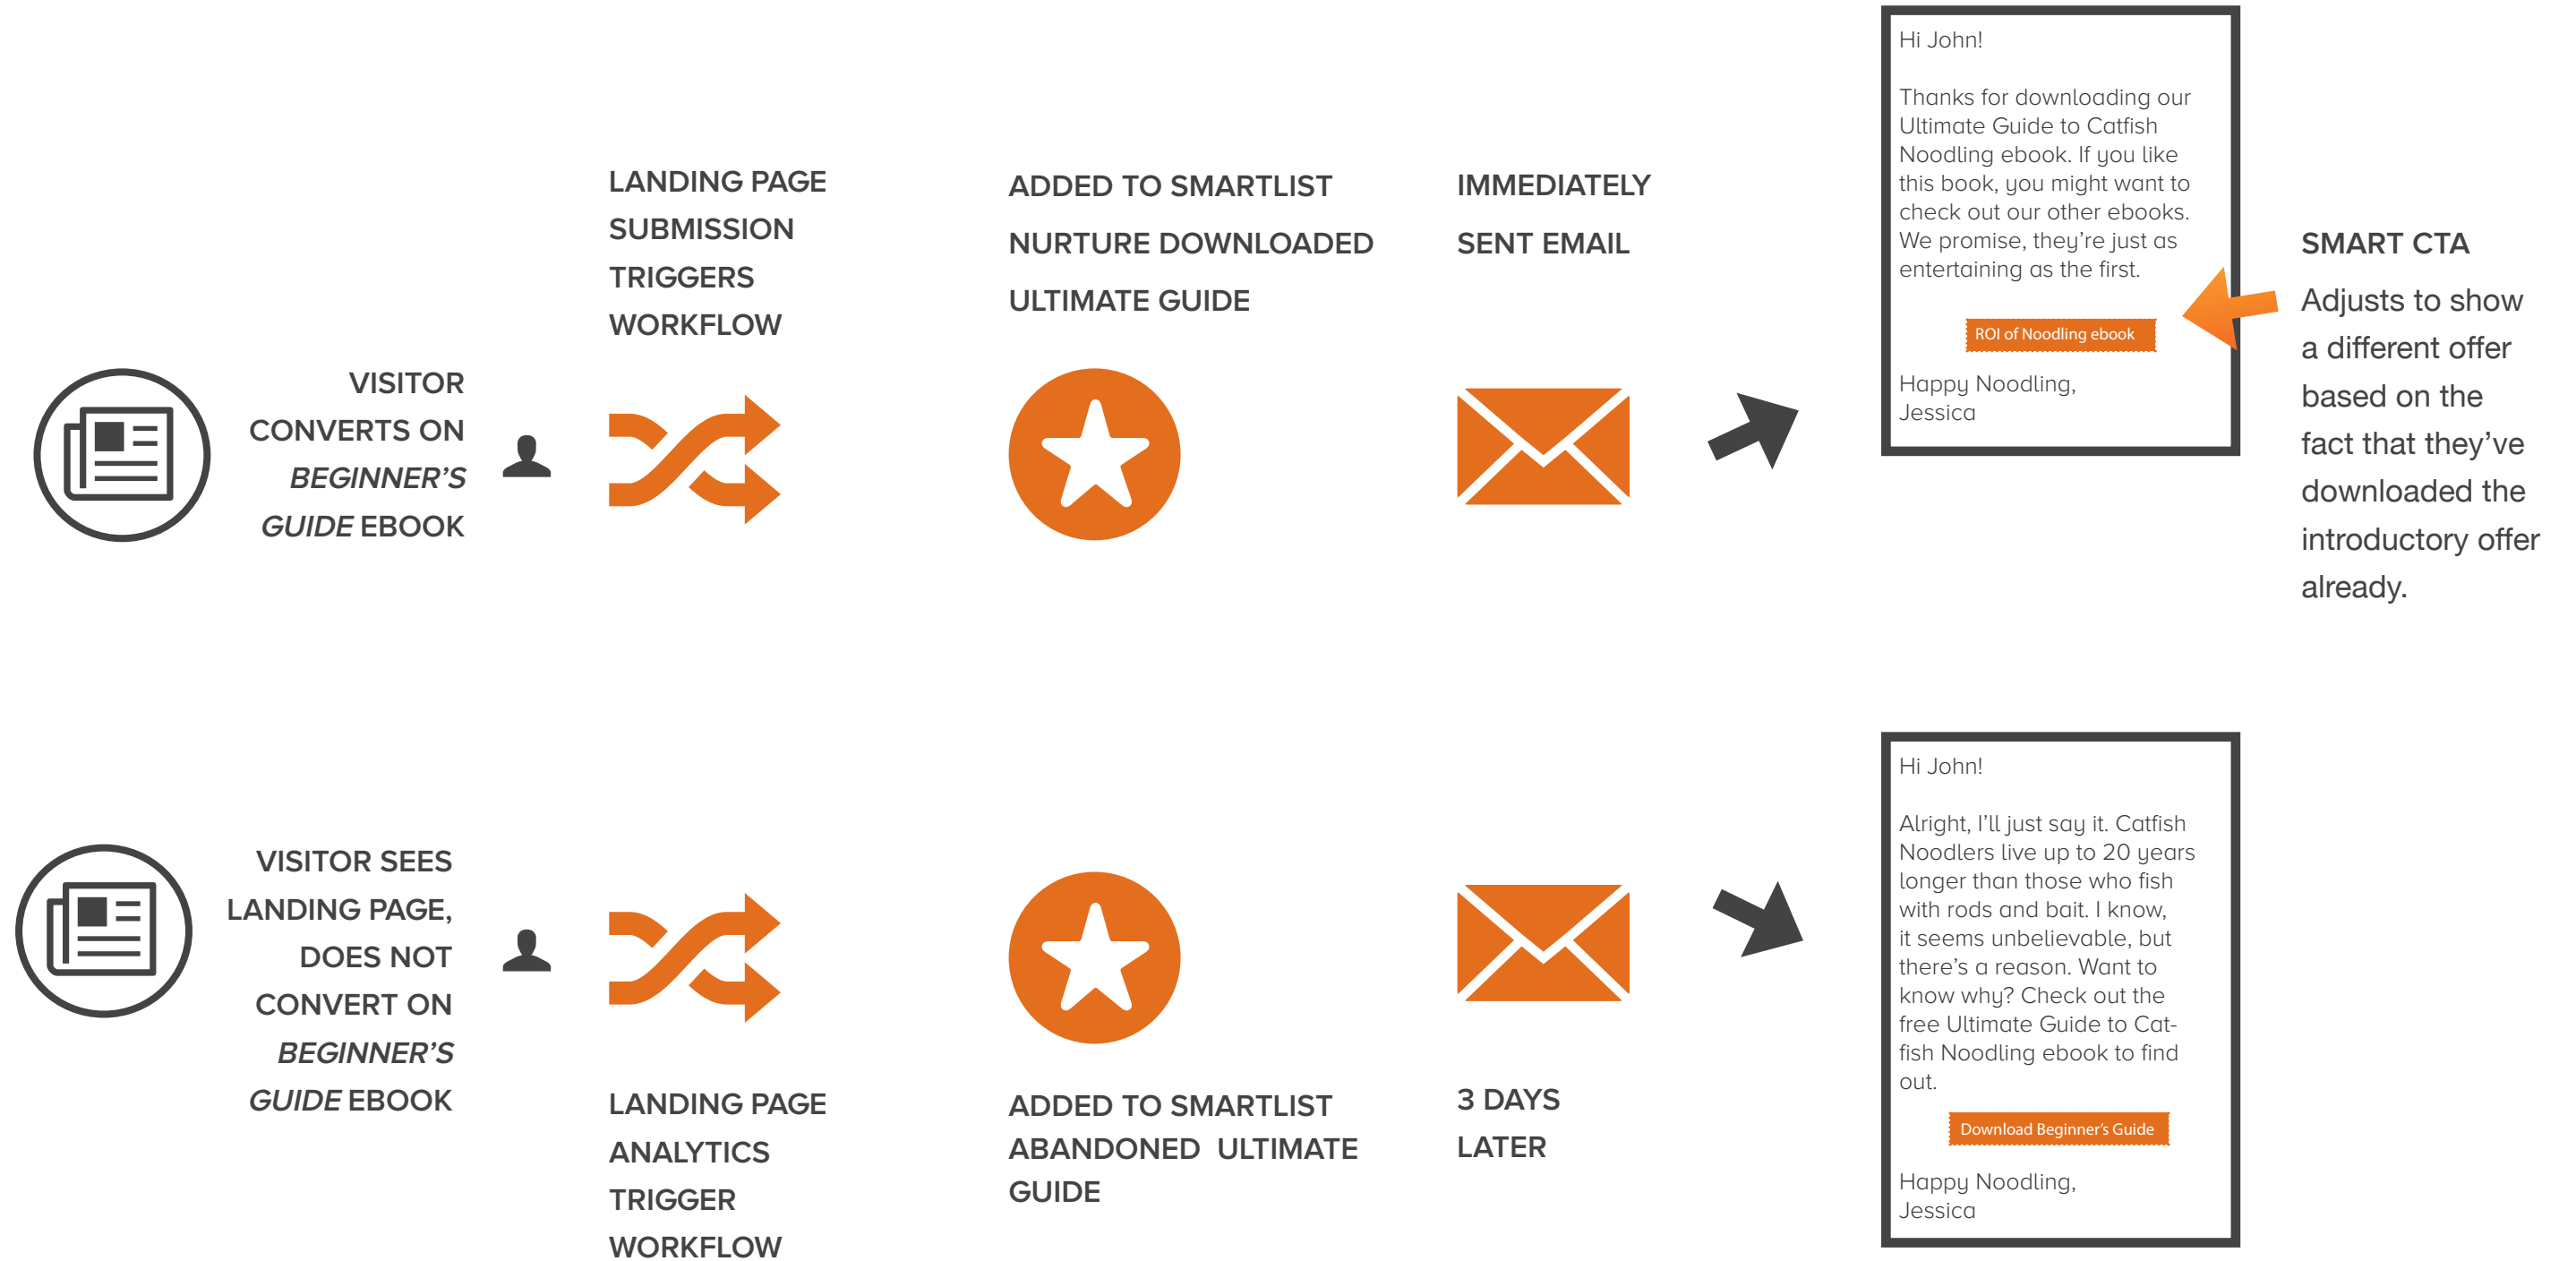 VISITOR
CONVERTS ON
BEGINNER'S
GUIDE EBOOK
LANDING PAGE
SUBMISSION
TRIGGERS
WORKFLOW
ADDED TO SMARTLIST
NURTURE DOWNLOADED
ULTIMATE GUIDE
IMMEDIATELY
SENT EMAIL
Hi John!
Thanks for downloading our
Ultimate Guide to Catfish
Noodling ebook. If you like
this book, you might want to
check out our other ebooks.
We promise, they're just as
entertaining as the first.
ROI of Noodling ebook
Happy Noodling,
Jessica
SMART CTA
Adjusts to show
a different offer
based on the
fact that they've
downloaded the
introductory offer
already.
VISITOR SEES
LANDING PAGE,
DOES NOT
CONVERT ON
BEGINNER'S
GUIDE EBOOK
LANDING PAGE
ANALYTICS
TRIGGER
WORKFLOW
ADDED TO SMARTLIST
ABANDONED ULTIMATE
GUIDE
3 DAYS
LATER
Hi John!
Alright, I'll just say it. Catfish
Noodlers live up to 20 years
longer than those who fish
with rods and bait. I know,
it seems unbelievable, but
there's a reason. Want to
know why? Check out the
free Ultimate Guide to Cat-
fish Noodling ebook to find
out.
Download Beginner's Guide
Happy Noodling,
Jessica